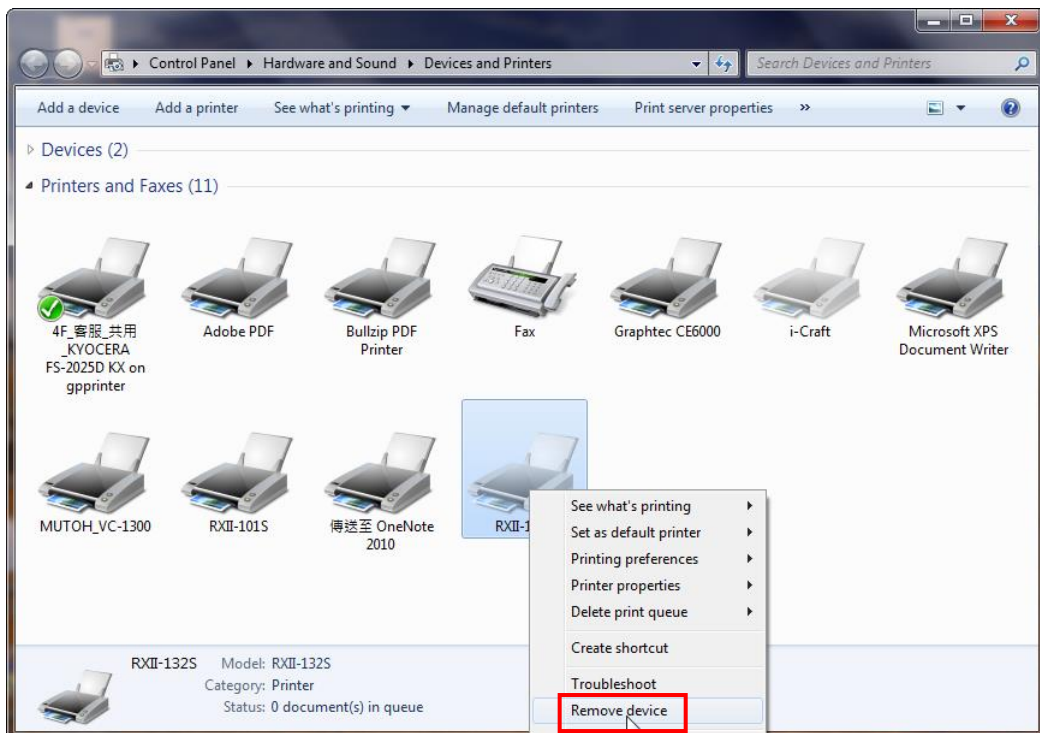 Control Panel ▸ Hardware and Sound ▸ Devices and Printers Search Devices and Printers
Add a device Add a printer See what's printing Manage default printers Print server properties »
Devices (2)
Printers and Faxes (11)
4F_客服_共用
_KYOCERA
FS-2025D KX on
gpprinter
Adobe PDF
Bullzip PDF
Printer
Fax
Graphtec CE6000
i-Craft
Microsoft XPS
Document Writer
MUTOH_VC-1300
RXII-101S
傳送至 OneNote
2010
RXII-1
See what's printing
Set as default printer
Printing preferences
Printer properties
Delete print queue
Create shortcut
Troubleshoot
Remove device
RXII-132S Model: RXII-132S
Category: Printer
Status: 0 document(s) in queue